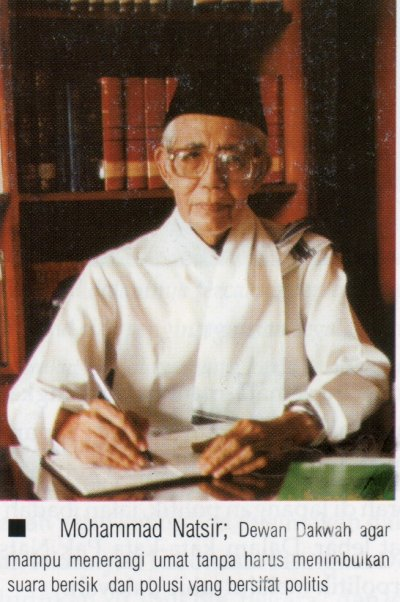 ■ Mohammad Natsir; Dewan Dakwah agar
mampu menerangi umat tanpa harus menimbulkan
suara berisik dan polusi yang bersifat politis